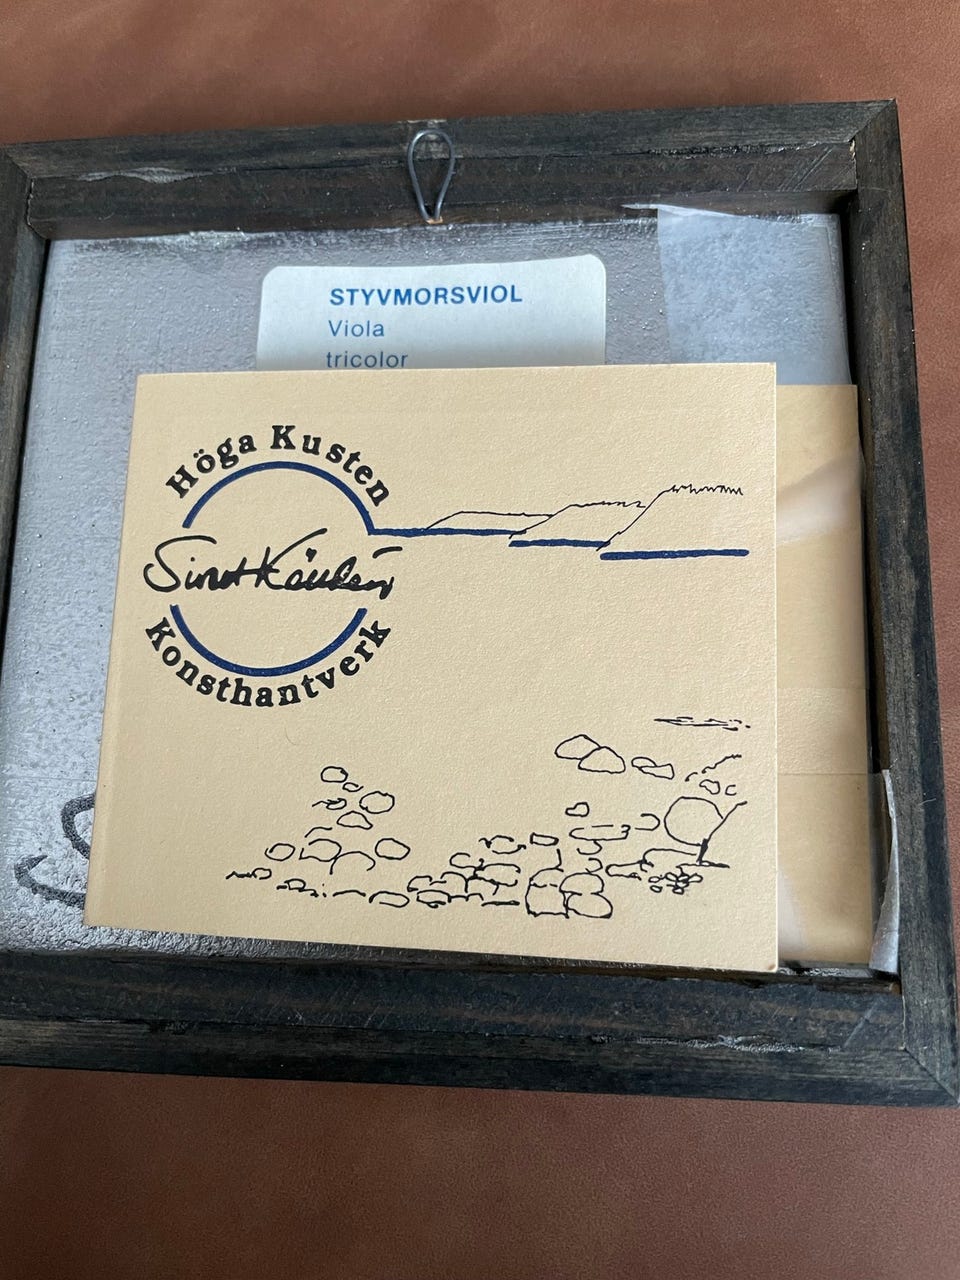 STYVMORSVIOL
Viola
tricolor
Höga Kusten
Konsthantverk